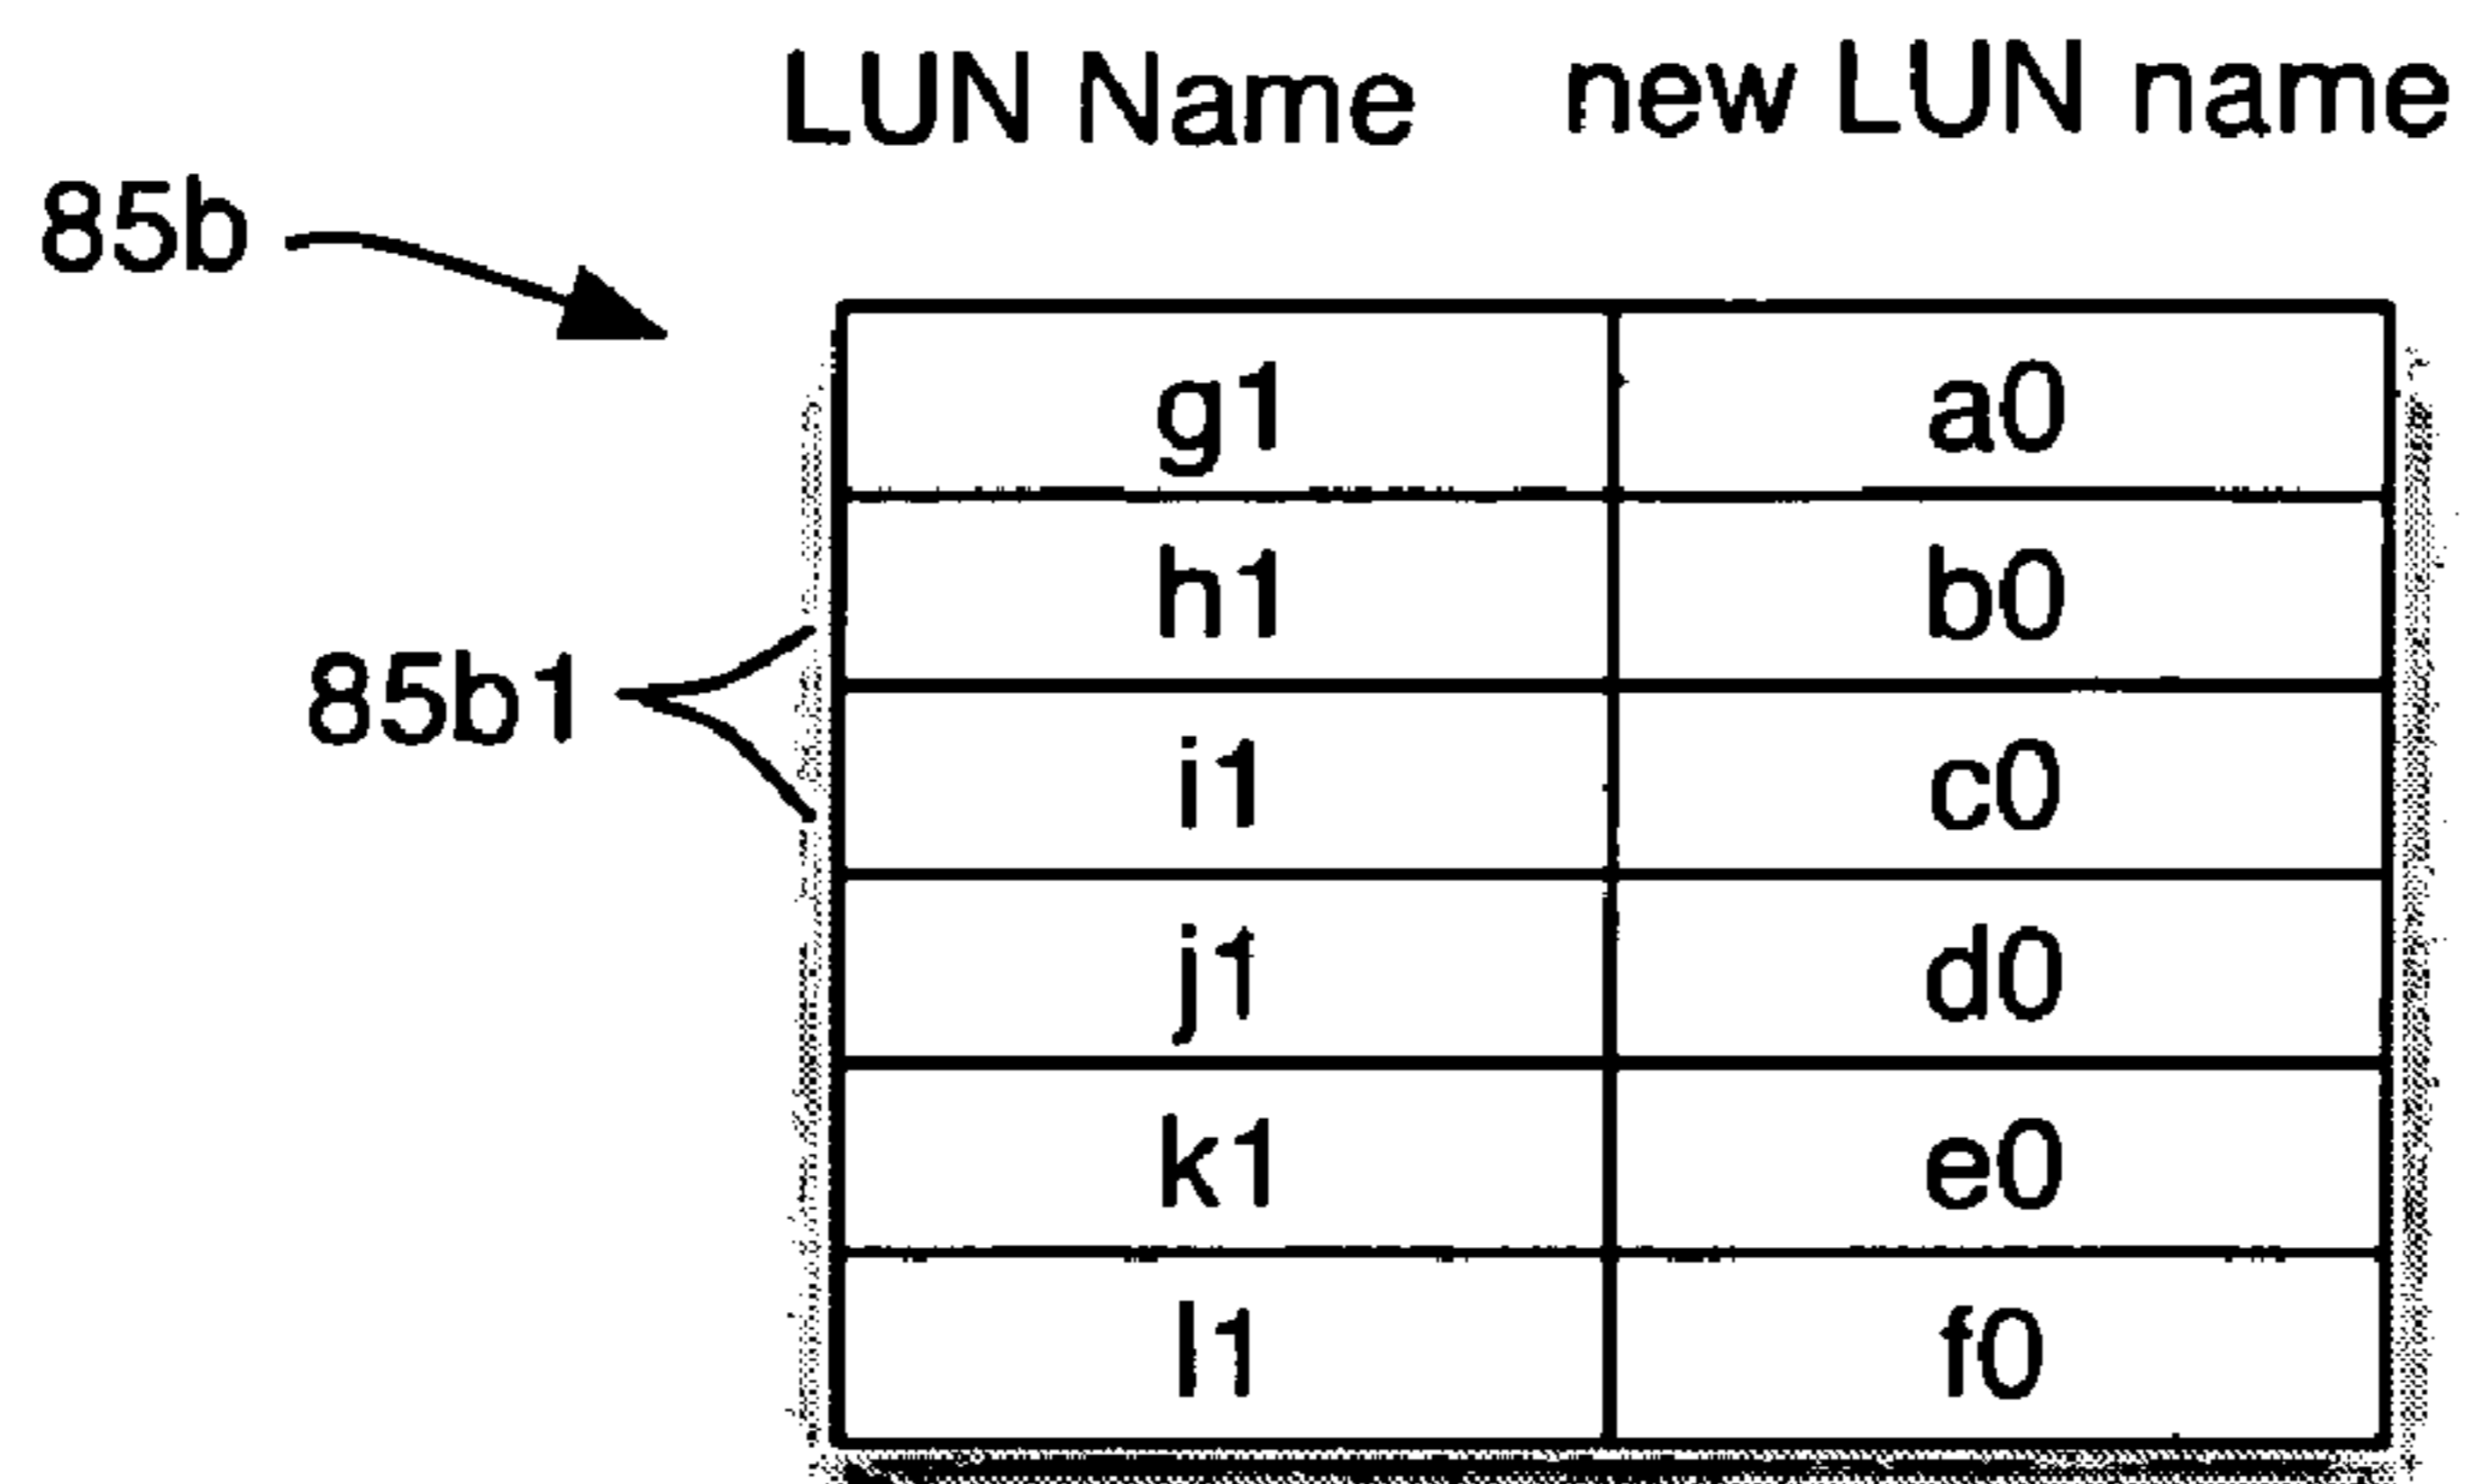 LUN Name new LUN name
85b
g1 a0
h1 b0
85b1
i1 c0
j1 d0
k1 e0
l1 f0